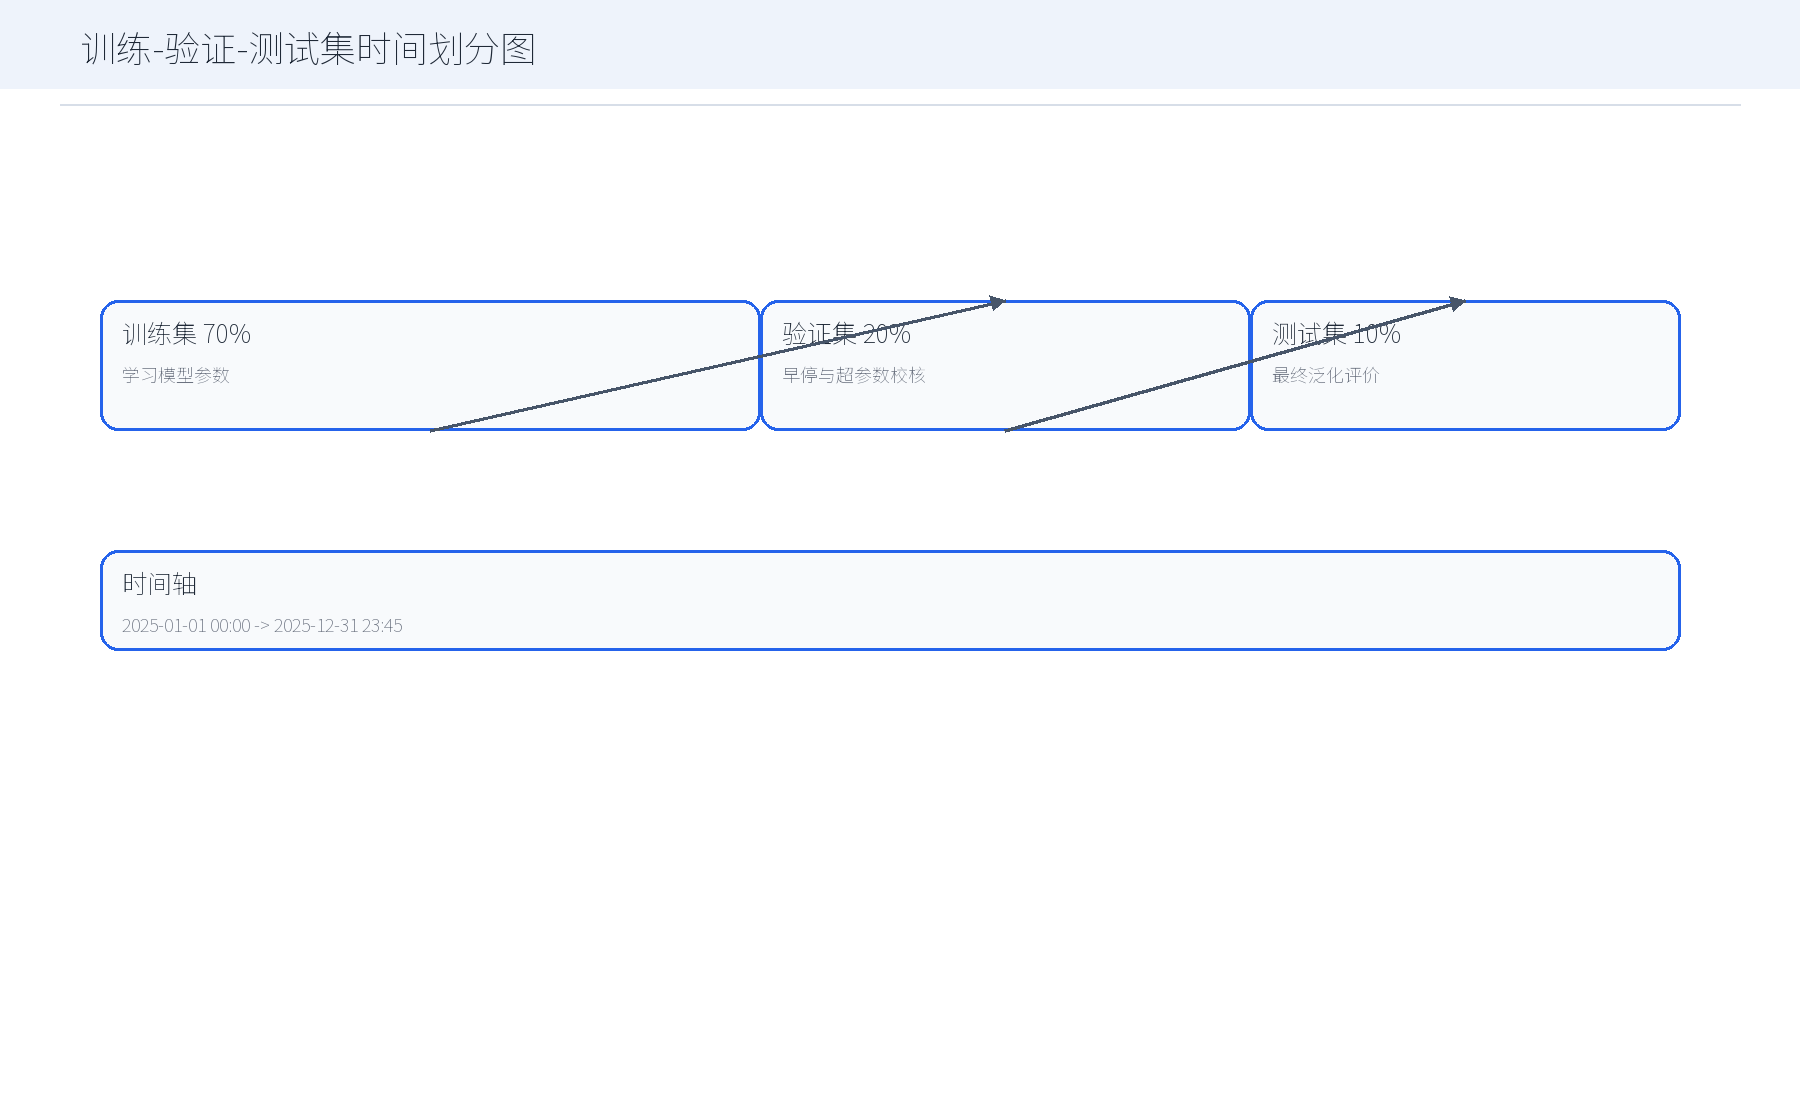 训练-验证-测试集时间划分图
训练集 70%
学习模型参数
验证集 20%
早停与超参数校核
测试集 10%
最终泛化评价
时间轴
2025-01-01 00:00 -> 2025-12-31 23:45